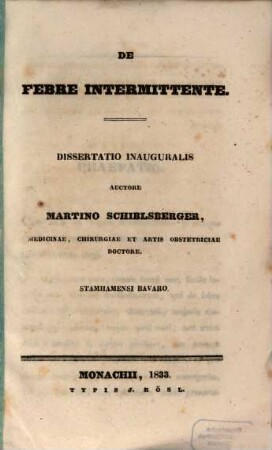 DE
FEBRE INTERMITTENTE.
DISSERTATIO INAUGURALIS
AUCTORE
MARTINO SCHIBLSBERGER,
MEDICINAE, CHIRURGIAE ET ARTIS OBSTETRICIAE
DOCTORE.
STAMHAMENSI BAVARO.
MONACHII, 1833.
TYPIS J. RÖSL.